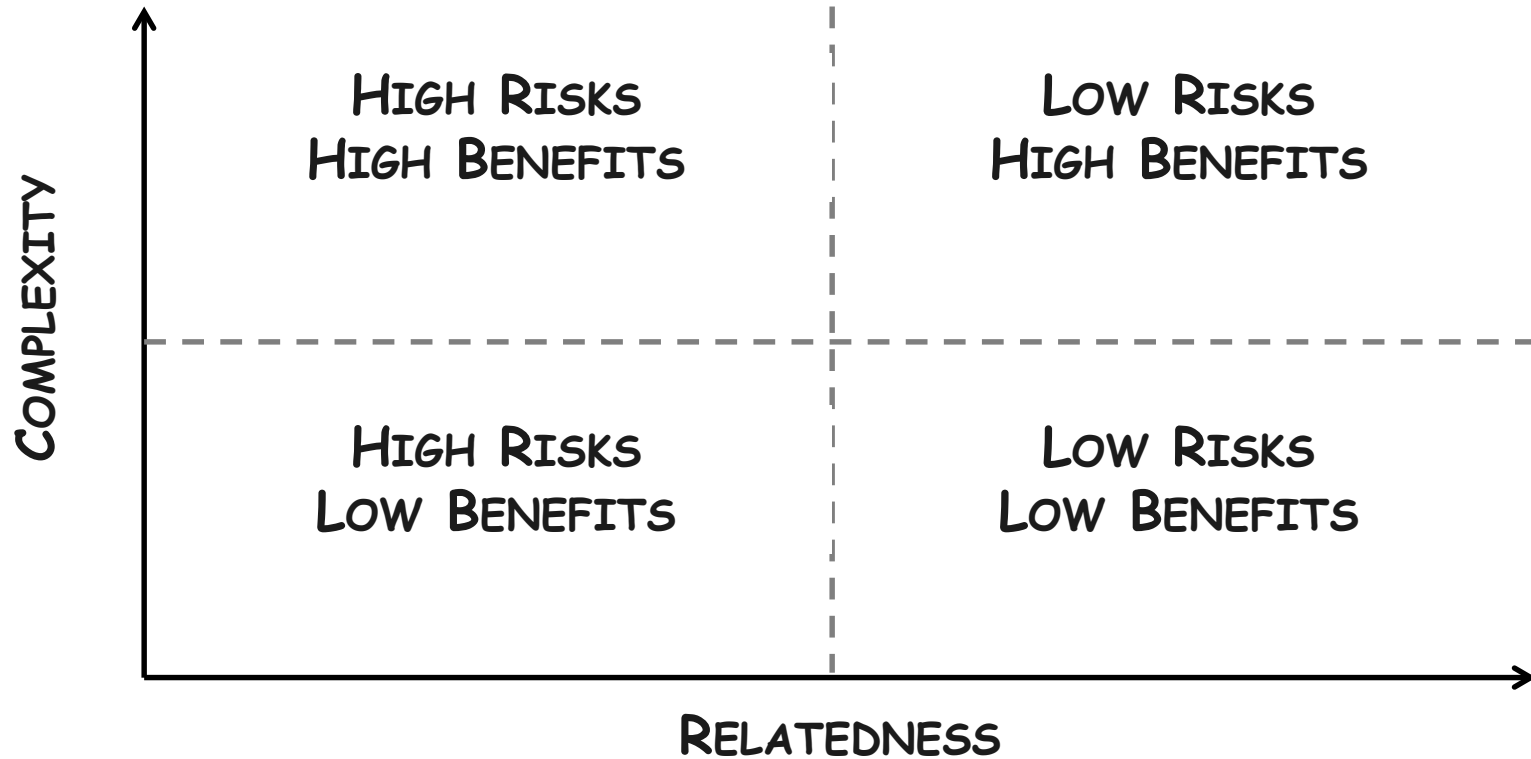 High Risks
High Benefits
Low Risks
High Benefits
Complexity
High Risks
Low Benefits
Low Risks
Low Benefits
Relatedness